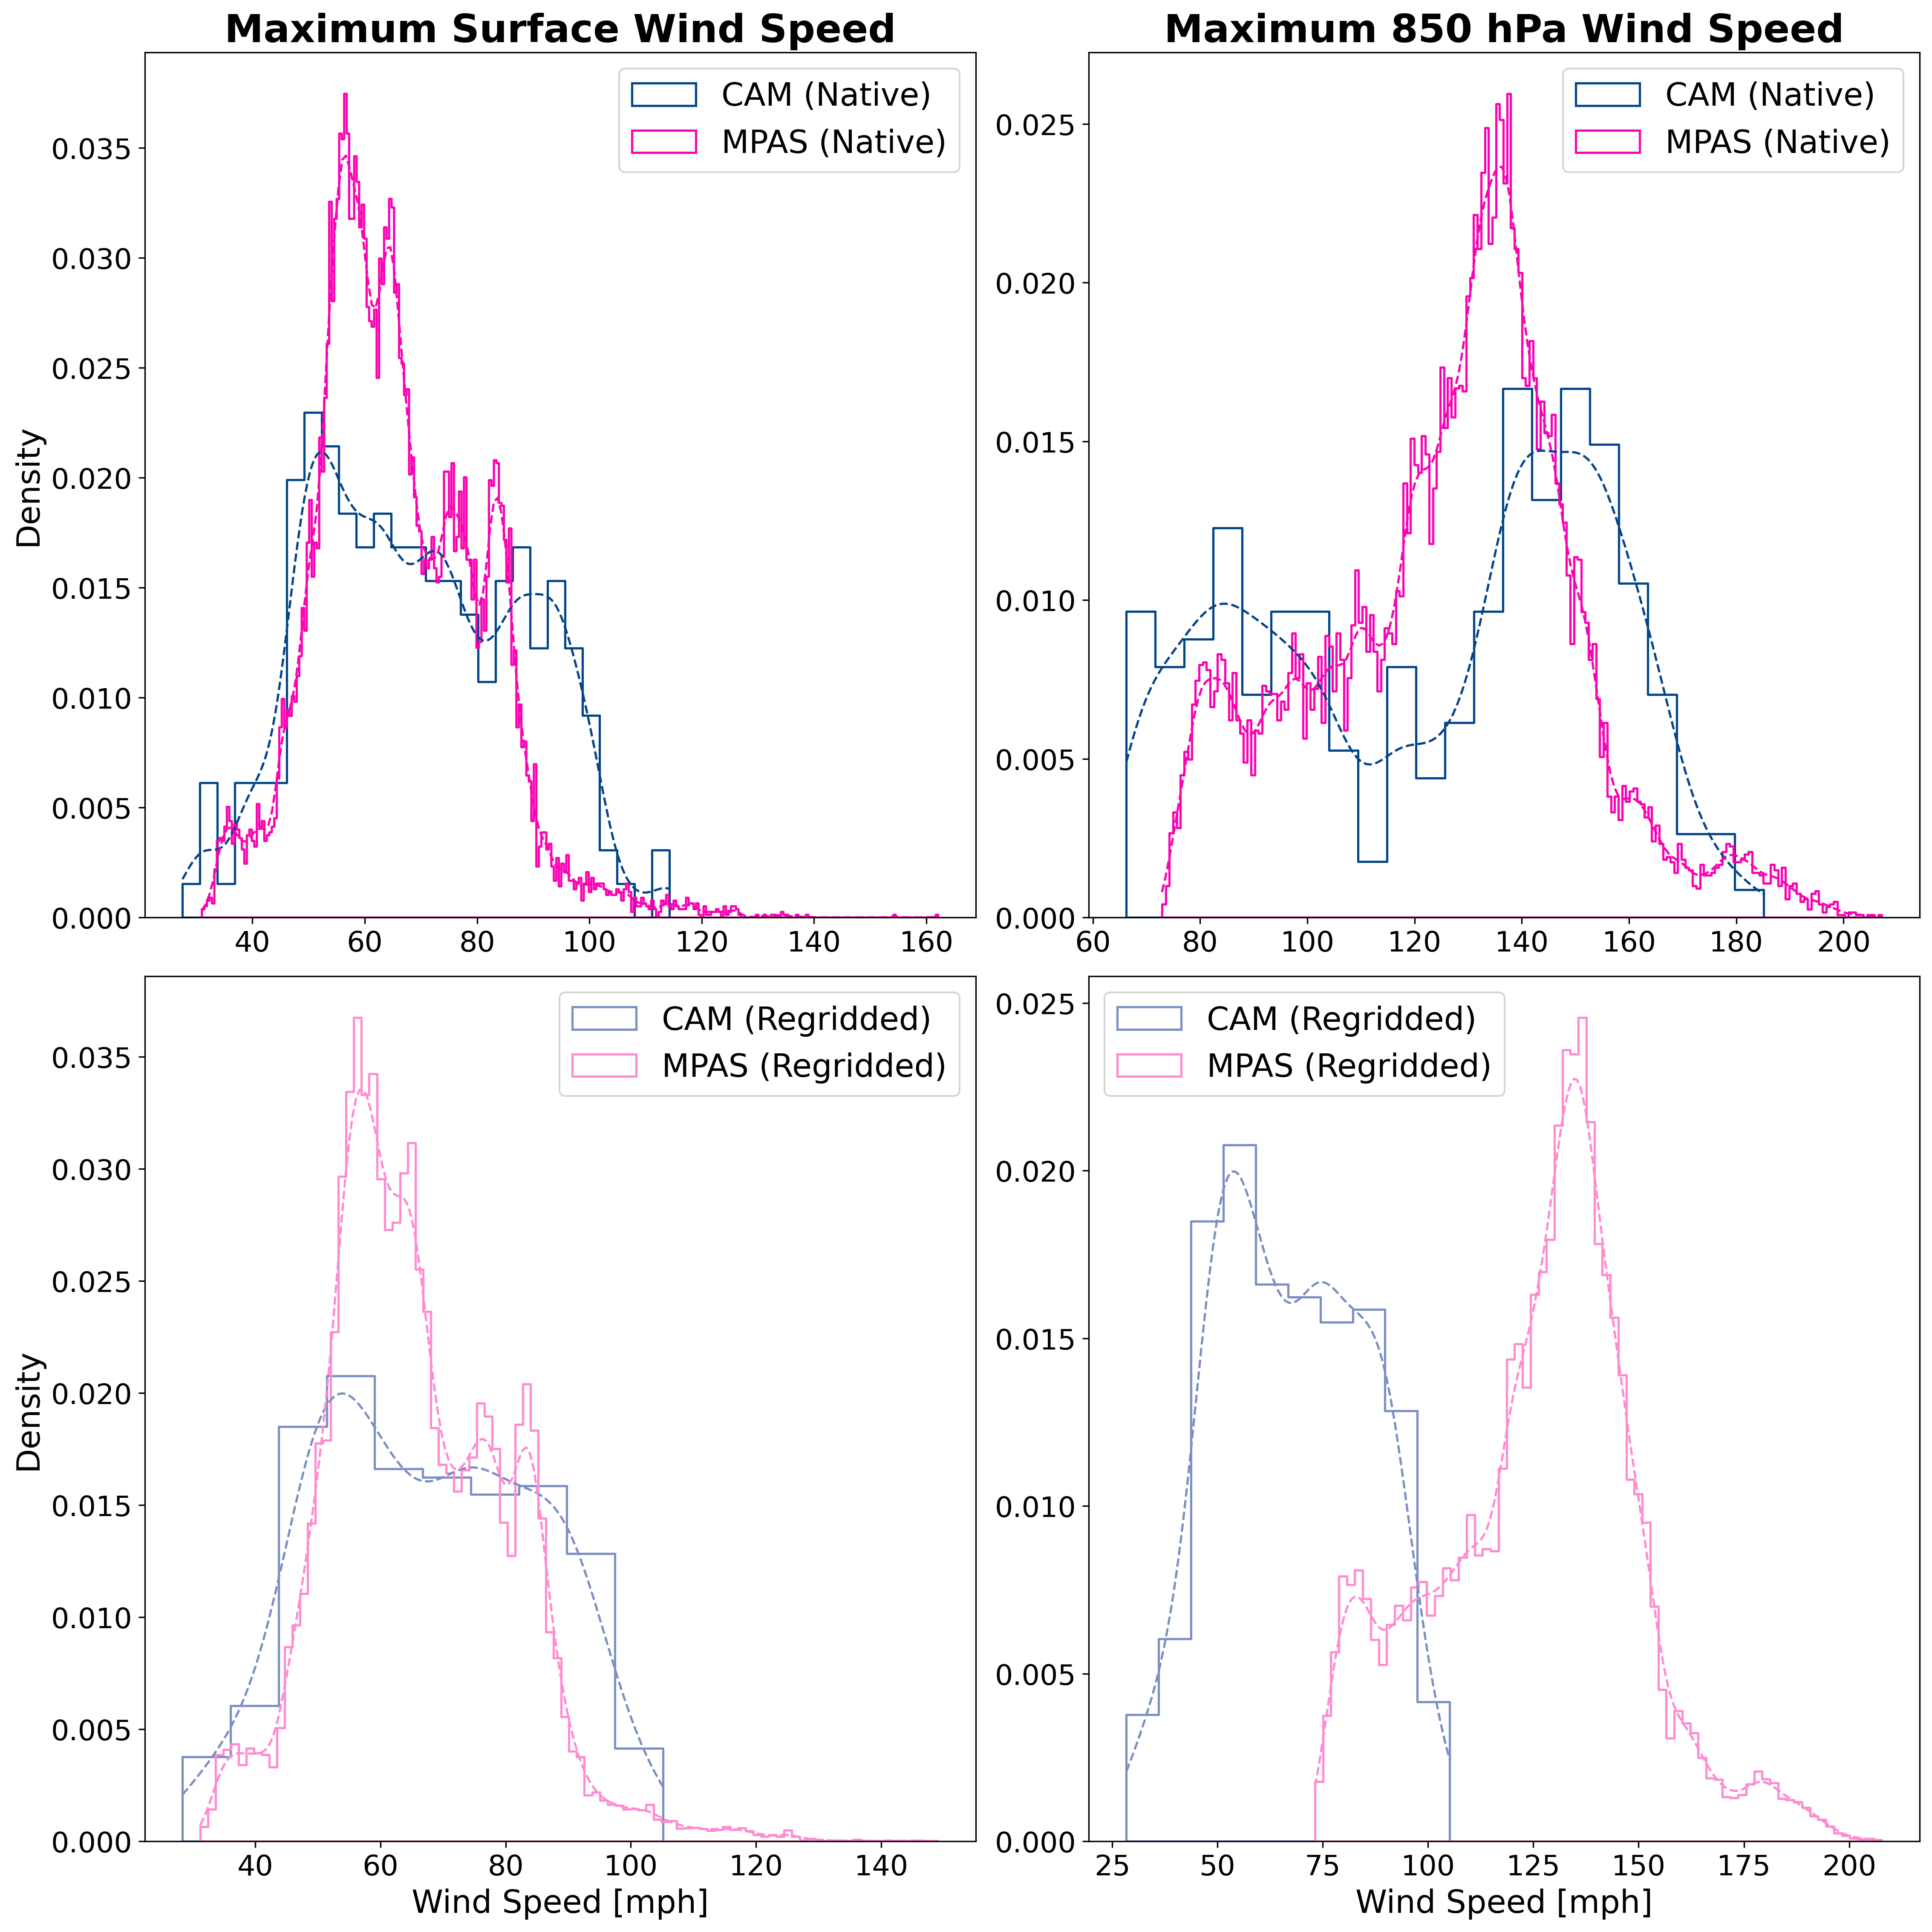 Maximum Surface Wind Speed
CAM (Native)
MPAS (Native)
Density
0.035
0.030
0.025
0.020
0.015
0.010
0.005
0.000
40 60 80 100 120 140 160
Maximum 850 hPa Wind Speed
CAM (Native)
MPAS (Native)
0.025
0.020
0.015
0.010
0.005
0.000
60 80 100 120 140 160 180 200
CAM (Regridded)
MPAS (Regridded)
Density
0.035
0.030
0.025
0.020
0.015
0.010
0.005
0.000
40 60 80 100 120 140
Wind Speed [mph]
CAM (Regridded)
MPAS (Regridded)
0.025
0.020
0.015
0.010
0.005
0.000
25 50 75 100 125 150 175 200
Wind Speed [mph]